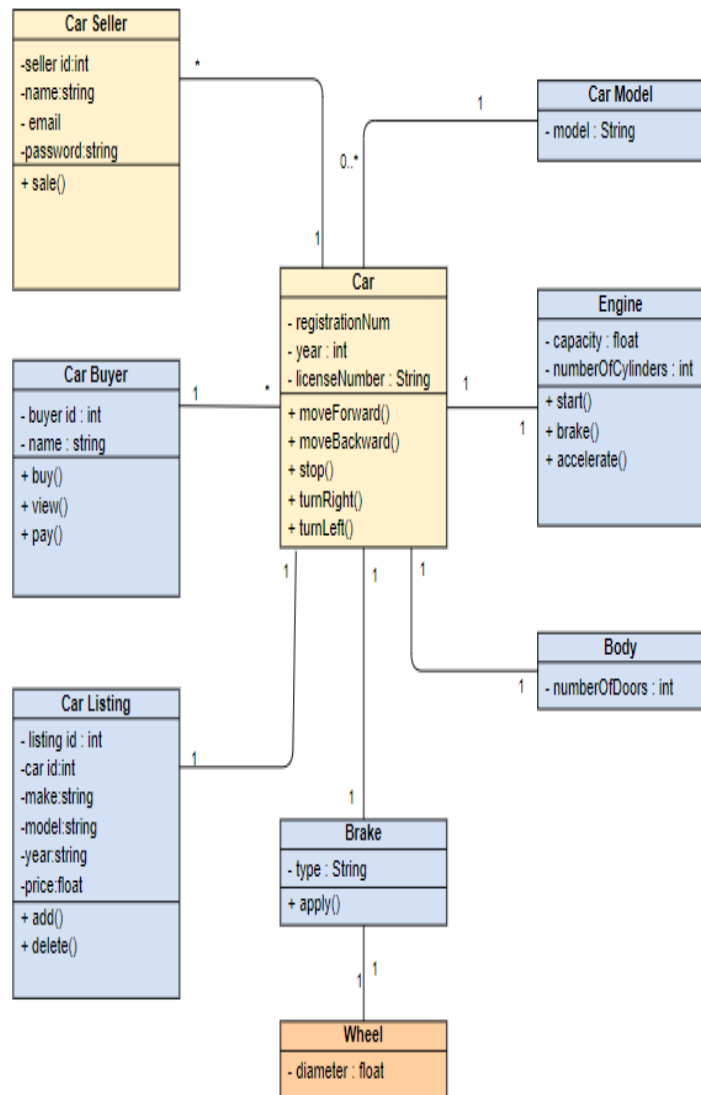 Car Seller
-seller id:int
-name:string
- email
-password:string
+ sale()
*
1
Car Model
- model : String
1
0..*
Car
- registrationNum
- year : int
- licenseNumber : String
+ moveForward()
+ moveBackward()
+ stop()
+ turnRight()
+ turnLeft()
Engine
- capacity : float
- numberOfCylinders : int
+ start()
+ brake()
+ accelerate()
1
1
Car Buyer
- buyer id : int
- name : string
+ buy()
+ view()
+ pay()
1
*
1
1
1
Body
- numberOfDoors : int
1
Car Listing
- listing id : int
-car id:int
-make:string
-model:string
-year:string
-price:float
+ add()
+ delete()
1
1
Brake
- type : String
+ apply()
1
1
Wheel
- diameter : float